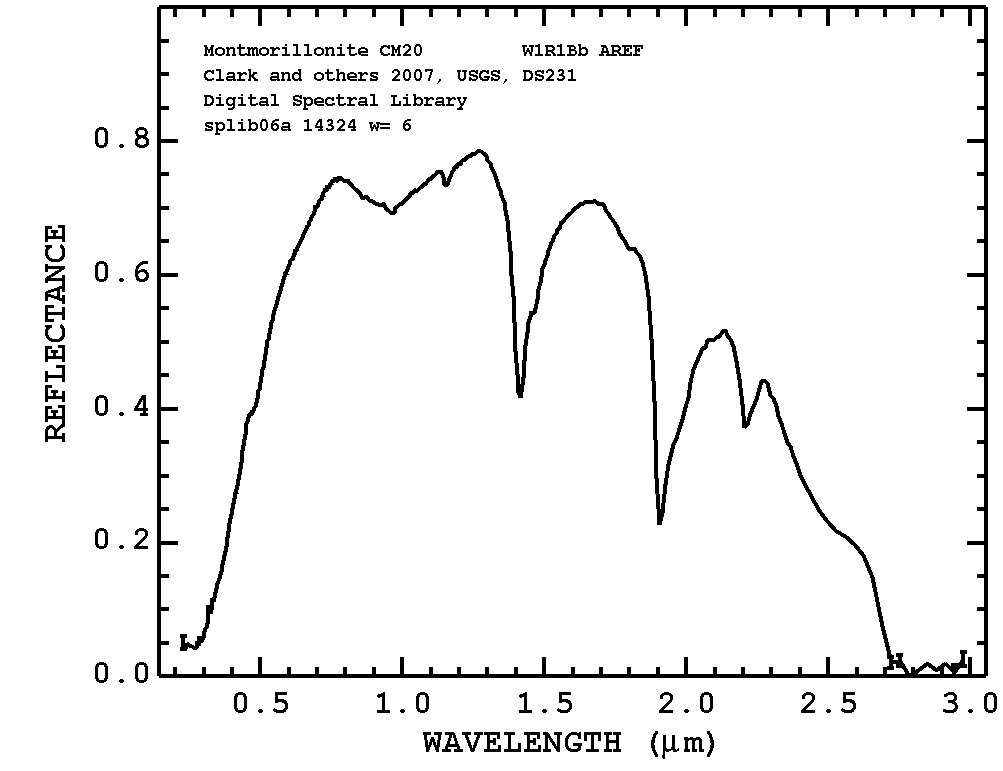 Montmorillonite CM20 W1R1Bb AREF
Clark and others 2007, USGS, DS231
Digital Spectral Library
splib06a 14324 w= 6
0.8
0.6
0.4
0.2
0.0
REFLECTANCE
0.5 1.0 1.5 2.0 2.5 3.0
WAVELENGTH (μm)